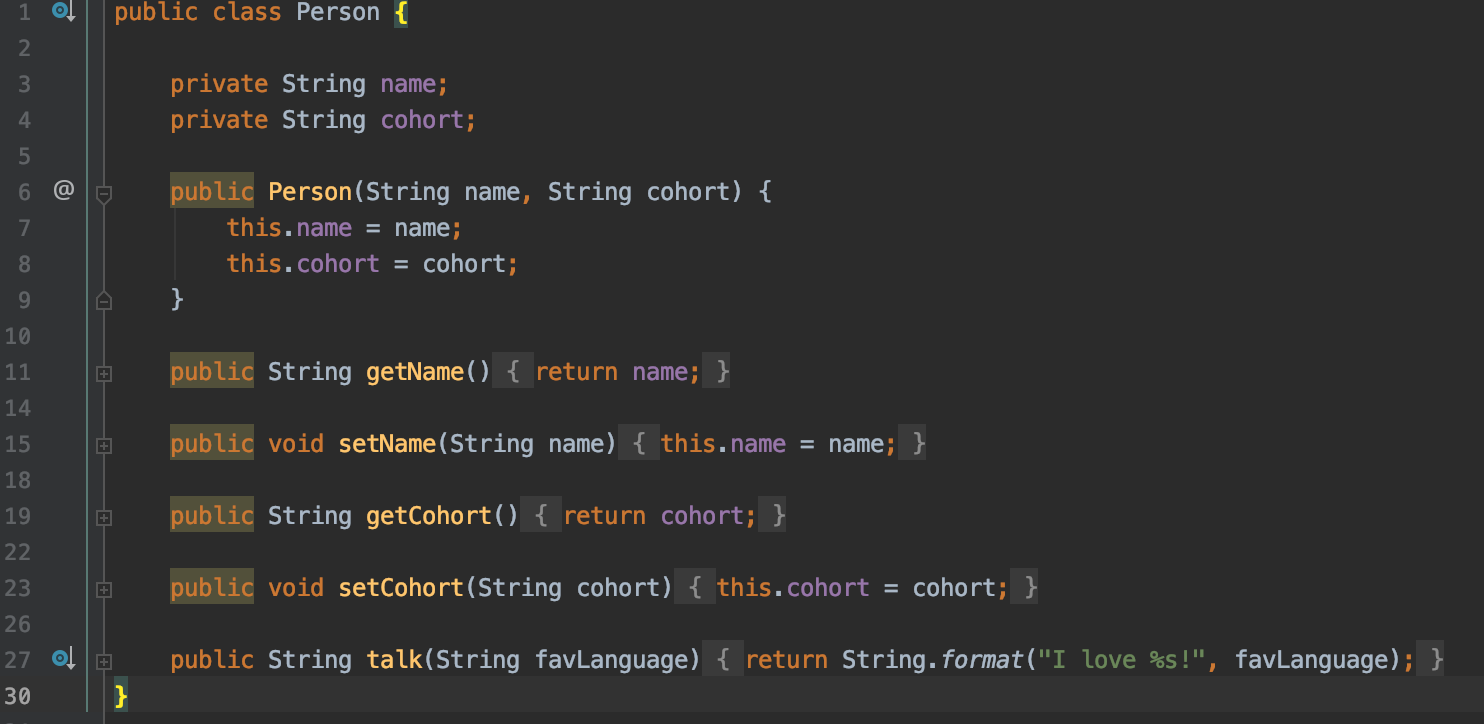 1 public class Person {
2
3 private String name;
4 private String cohort;
5
6 @ public Person(String name, String cohort) {
7 this.name = name;
8 this.cohort = cohort;
9 }
10
11 public String getName() { return name; }
14
15 public void setName(String name) { this.name = name; }
18
19 public String getCohort() { return cohort; }
22
23 public void setCohort(String cohort) { this.cohort = cohort; }
26
27 public String talk(String favLanguage) { return String.format("I love %s!", favLanguage); }
30 }